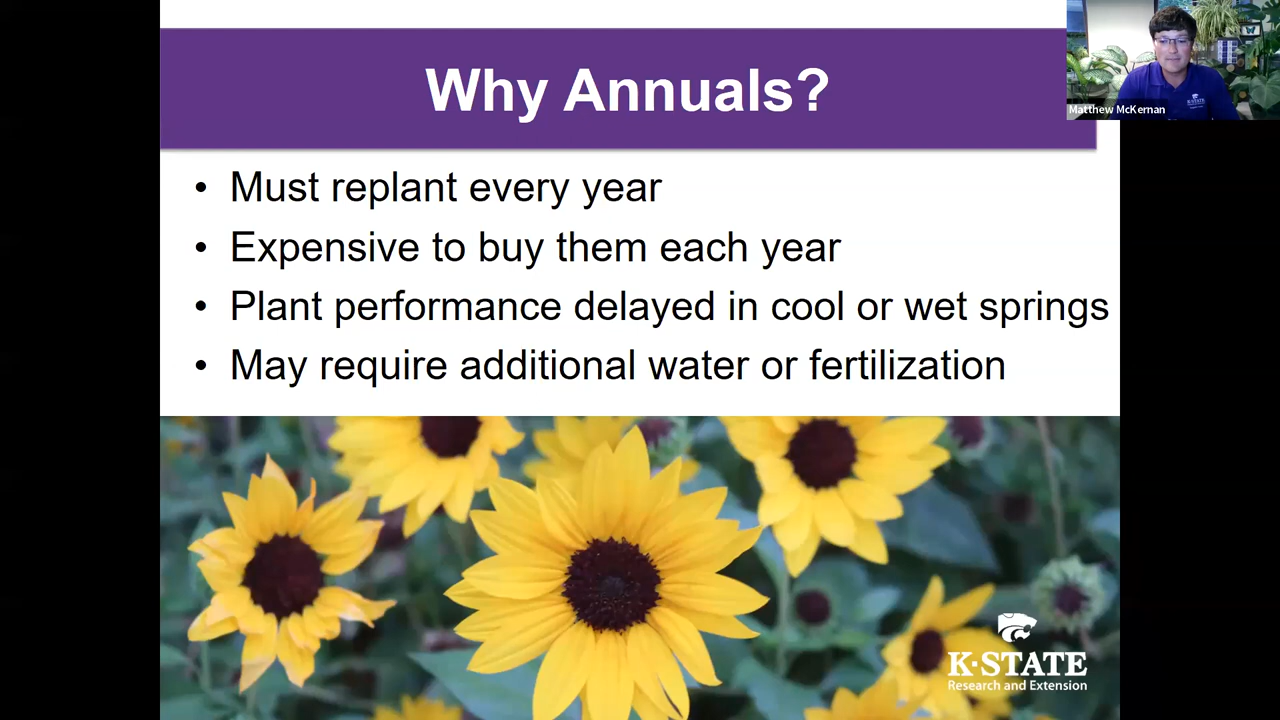 Why Annuals?
Matthew McKernan
• Must replant every year
• Expensive to buy them each year
• Plant performance delayed in cool or wet springs
• May require additional water or fertilization
K·STATE
Research and Extension
K·STATE